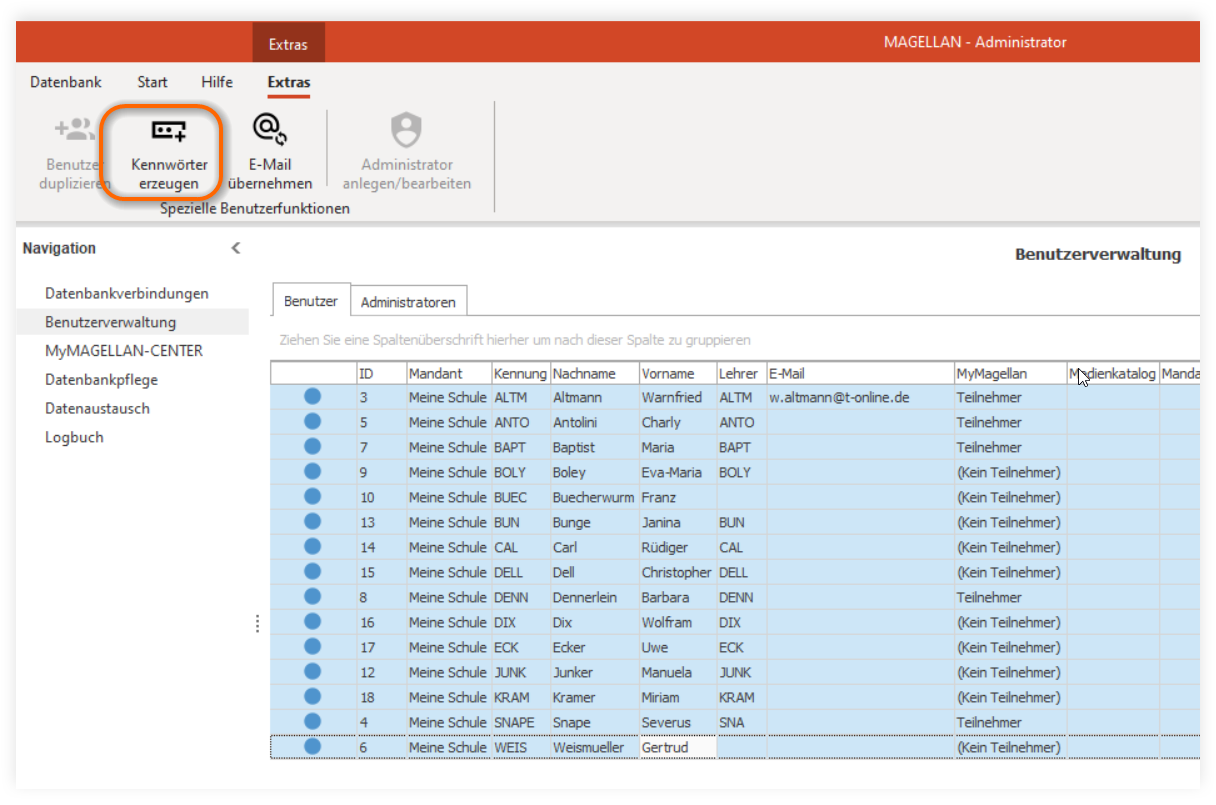 Extras MAGELLAN - Administrator
Datenbank Start Hilfe Extras
Benutzer duplizieren Kennwörter erzeugen E-Mail übernehmen Administrator anlegen/bearbeiten
Spezielle Benutzerfunktionen
Navigation
Datenbankverbindungen
Benutzerverwaltung
MyMAGELLAN-CENTER
Datenbankpflege
Datenaustausch
Logbuch
Benutzerverwaltung
Benutzer Administratoren
Ziehen Sie eine Spaltenüberschrift hierher um nach dieser Spalte zu gruppieren
ID Mandant Kennung Nachname Vorname Lehrer E-Mail MyMagellan Medienkatalog Manda
3 Meine Schule ALTM Altmann Warnfried ALTM w.altmann@t-online.de Teilnehmer
5 Meine Schule ANTO Antolini Charly ANTO Teilnehmer
7 Meine Schule BAPT Baptist Maria BAPT Teilnehmer
9 Meine Schule BOLY Boley Eva-Maria BOLY (Kein Teilnehmer)
10 Meine Schule BUEC Buecherwurm Franz (Kein Teilnehmer)
13 Meine Schule BUN Bunge Janina BUN (Kein Teilnehmer)
14 Meine Schule CAL Carl Rüdiger CAL (Kein Teilnehmer)
15 Meine Schule DELL Dell Christopher DELL (Kein Teilnehmer)
8 Meine Schule DENN Dennerlein Barbara DENN Teilnehmer
16 Meine Schule DIX Dix Wolfram DIX (Kein Teilnehmer)
17 Meine Schule ECK Ecker Uwe ECK (Kein Teilnehmer)
12 Meine Schule JUNK Junker Manuela JUNK (Kein Teilnehmer)
18 Meine Schule KRAM Kramer Miriam KRAM (Kein Teilnehmer)
4 Meine Schule SNAPE Snape Severus SNA Teilnehmer
6 Meine Schule WEIS Weismueller Gertrud (Kein Teilnehmer)